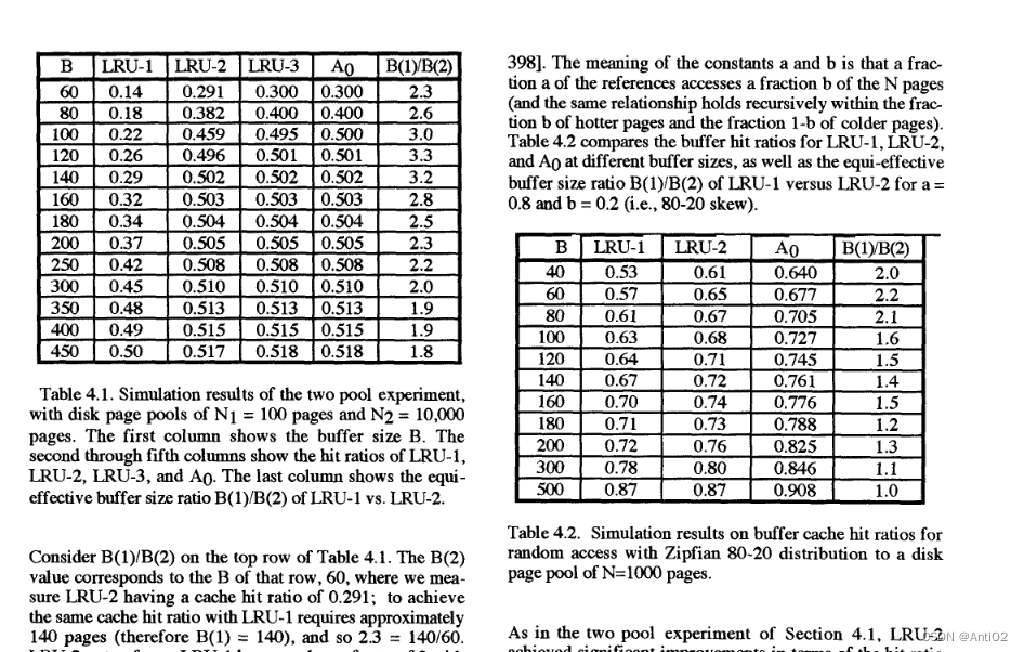 B LRU-1 LRU-2 LRU-3 A0 B(1)/B(2)
60 0.14 0.291 0.300 0.300 2.3
80 0.18 0.382 0.400 0.400 2.6
100 0.22 0.459 0.495 0.500 3.0
120 0.26 0.496 0.501 0.501 3.3
140 0.29 0.502 0.502 0.502 3.2
160 0.32 0.503 0.503 0.503 2.8
180 0.34 0.504 0.504 0.504 2.5
200 0.37 0.505 0.505 0.505 2.3
250 0.42 0.508 0.508 0.508 2.2
300 0.45 0.510 0.510 0.510 2.0
350 0.48 0.513 0.513 0.513 1.9
400 0.49 0.515 0.515 0.515 1.9
450 0.50 0.517 0.518 0.518 1.8
Table 4.1. Simulation results of the two pool experiment,
with disk page pools of N1 = 100 pages and N2 = 10,000
pages. The first column shows the buffer size B. The
second through fifth columns show the hit ratios of LRU-1,
LRU-2, LRU-3, and A0. The last column shows the equi-
effective buffer size ratio B(1)/B(2) of LRU-1 vs. LRU-2.
Consider B(1)/B(2) on the top row of Table 4.1. The B(2)
value corresponds to the B of that row, 60, where we mea-
sure LRU-2 having a cache hit ratio of 0.291; to achieve
the same cache hit ratio with LRU-1 requires approximately
140 pages (therefore B(1) = 140), and so 2.3 = 140/60.
398]. The meaning of the constants a and b is that a frac-
tion a of the references accesses a fraction b of the N pages
(and the same relationship holds recursively within the frac-
tion b of hotter pages and the fraction 1-b of colder pages).
Table 4.2 compares the buffer hit ratios for LRU-1, LRU-2,
and A0 at different buffer sizes, as well as the equi-effective
buffer size ratio B(1)/B(2) of LRU-1 versus LRU-2 for a =
0.8 and b = 0.2 (i.e., 80-20 skew).
B LRU-1 LRU-2 A0 B(1)/B(2)
40 0.53 0.61 0.640 2.0
60 0.57 0.65 0.677 2.2
80 0.61 0.67 0.705 2.1
100 0.63 0.68 0.727 1.6
120 0.64 0.71 0.745 1.5
140 0.67 0.72 0.761 1.4
160 0.70 0.74 0.776 1.5
180 0.71 0.73 0.788 1.2
200 0.72 0.76 0.825 1.3
300 0.78 0.80 0.846 1.1
500 0.87 0.87 0.908 1.0
Table 4.2. Simulation results on buffer cache hit ratios for
random access with Zipfian 80-20 distribution to a disk
page pool of N=1000 pages.
As in the two pool experiment of Section 4.1, LRU-2
CSDN @Anti02